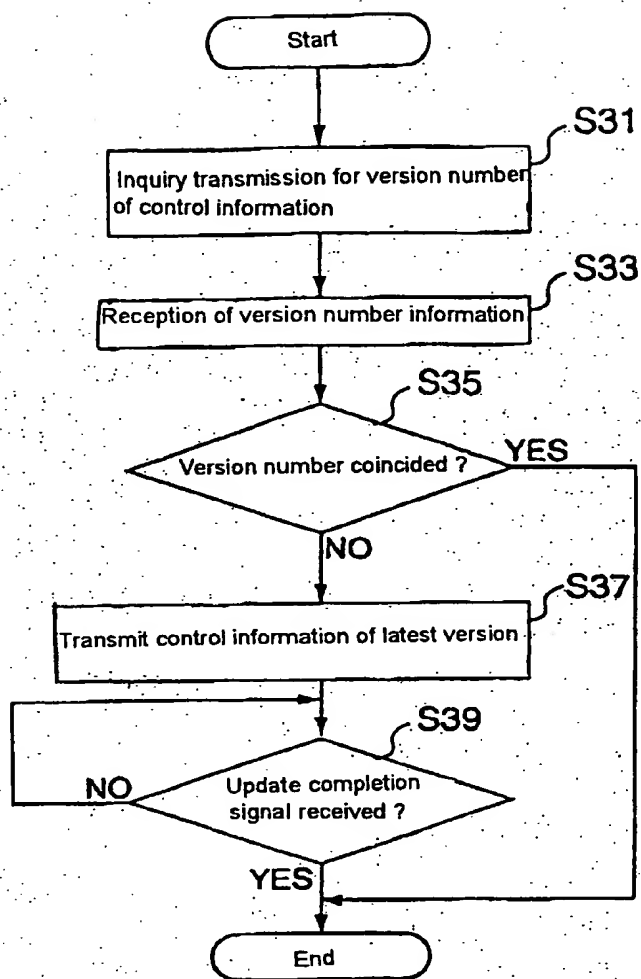 Start
S31
Inquiry transmission for version number
of control information
S33
Reception of version number information
S35
Version number coincided ?
YES
NO
S37
Transmit control information of latest version
S39
NO
Update completion
signal received ?
YES
End